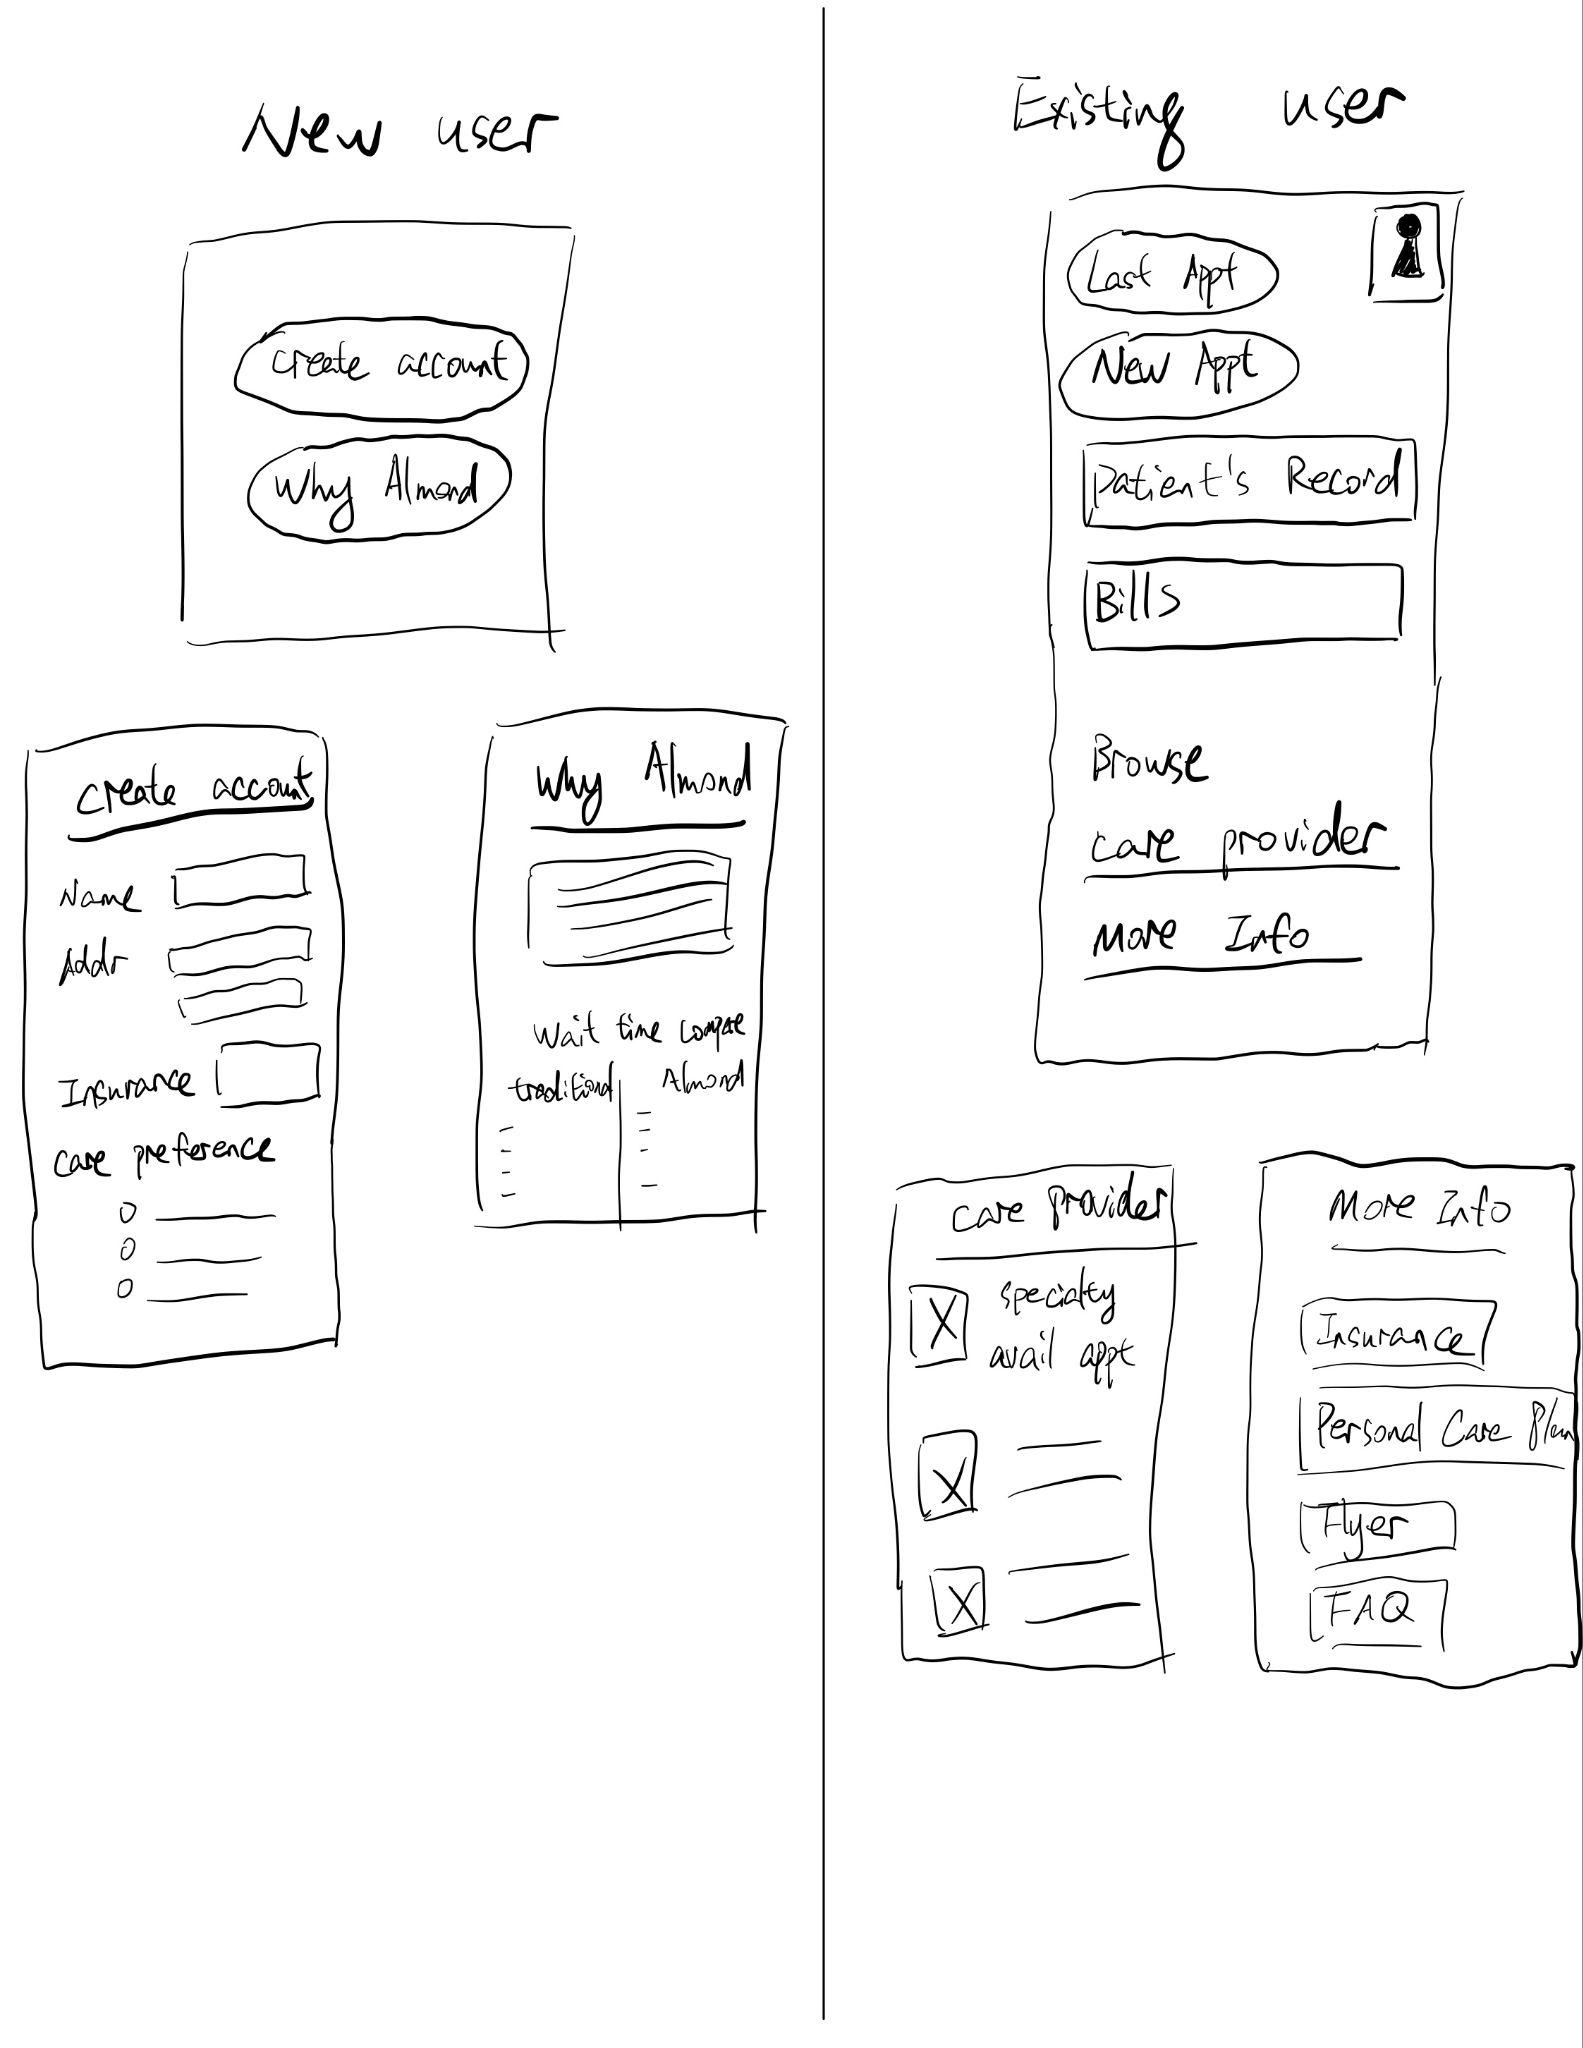 New user
create account
Why Almond
create account
Name
Addr
Insurance
care preference
Why Almond
Wait time compare
traditional
Almond
Existing user
Last Appt
New Appt
Patient's Record
Bills
Browse
care provider
More Info
care provider
specialty
avail appt
More Info
Insurance
Personal Care Plan
Flyer
FAQ